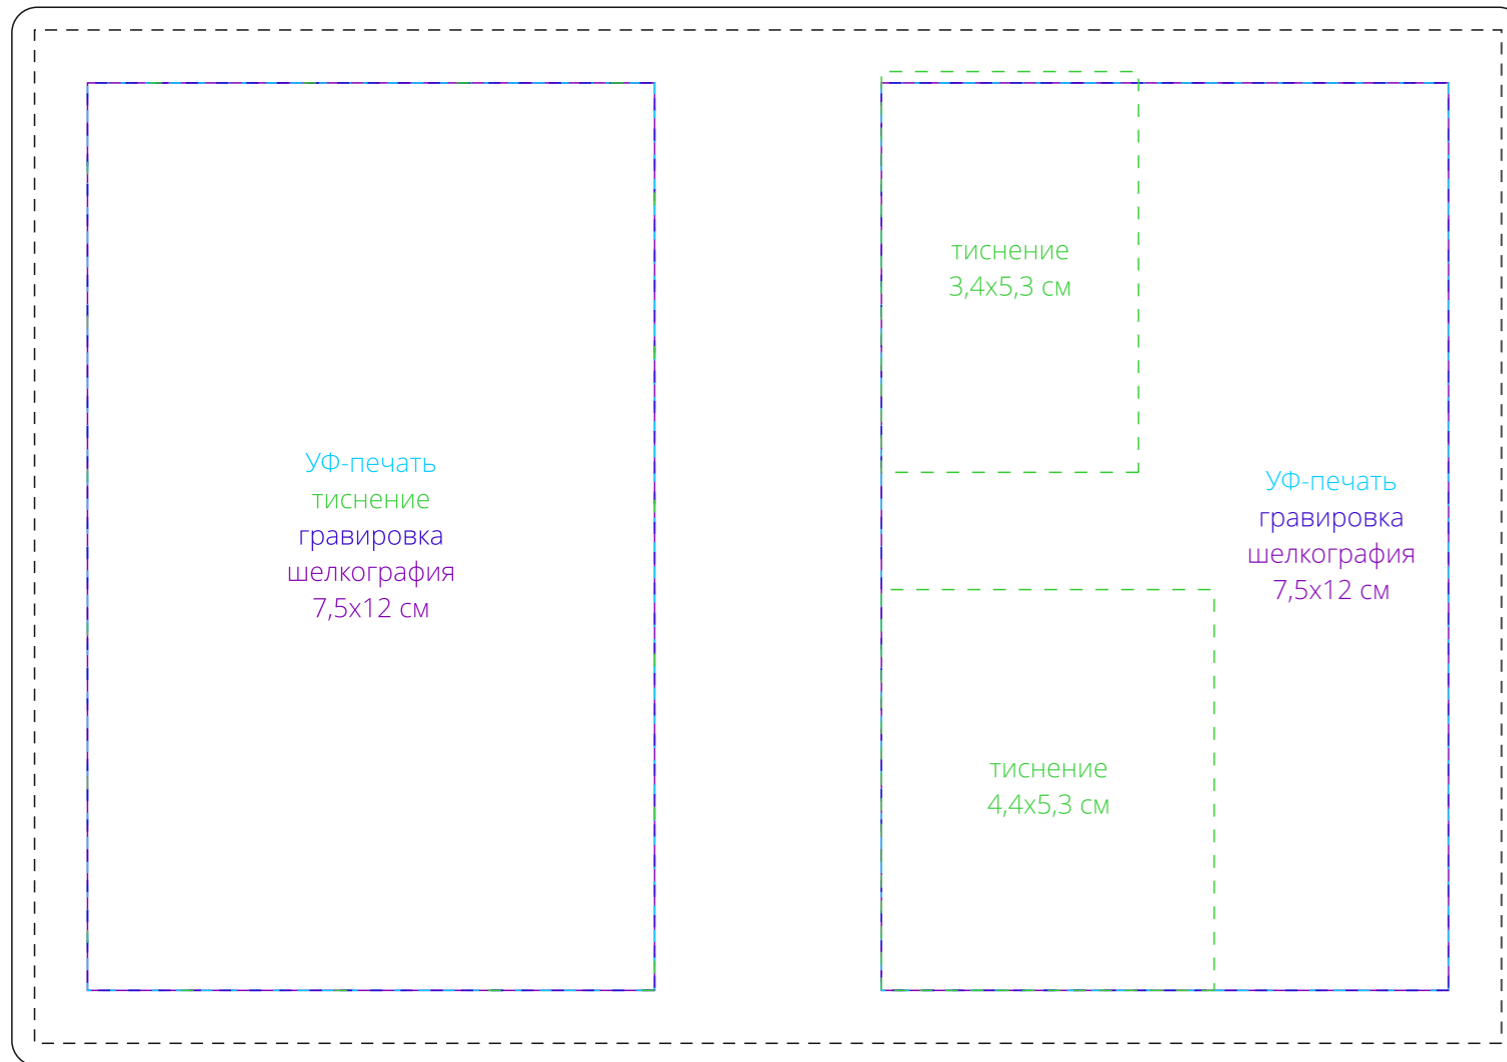 УФ-печать
тиснение
гравировка
шелкография
7,5х12 см
тиснение
3,4х5,3 см
УФ-печать
гравировка
шелкография
7,5х12 см
тиснение
4,4х5,3 см